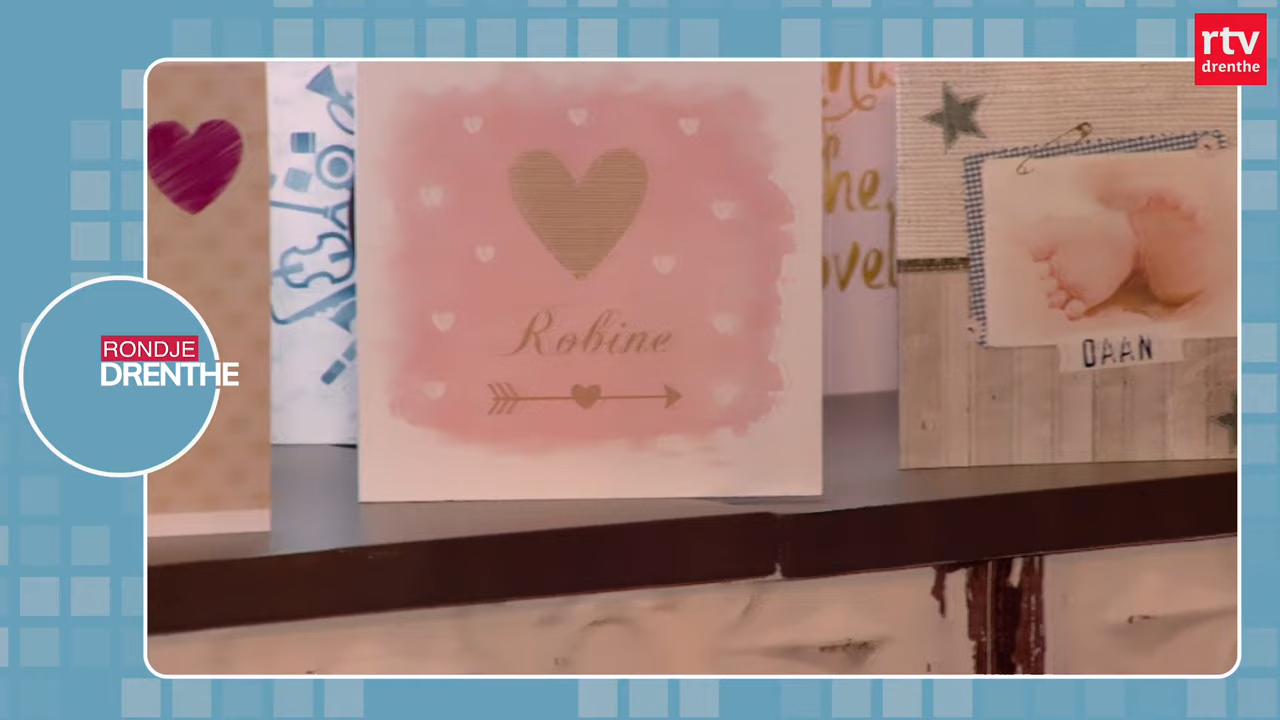 rtv
drenthe
RONDJE
DRENTHE
Robine
DAAN